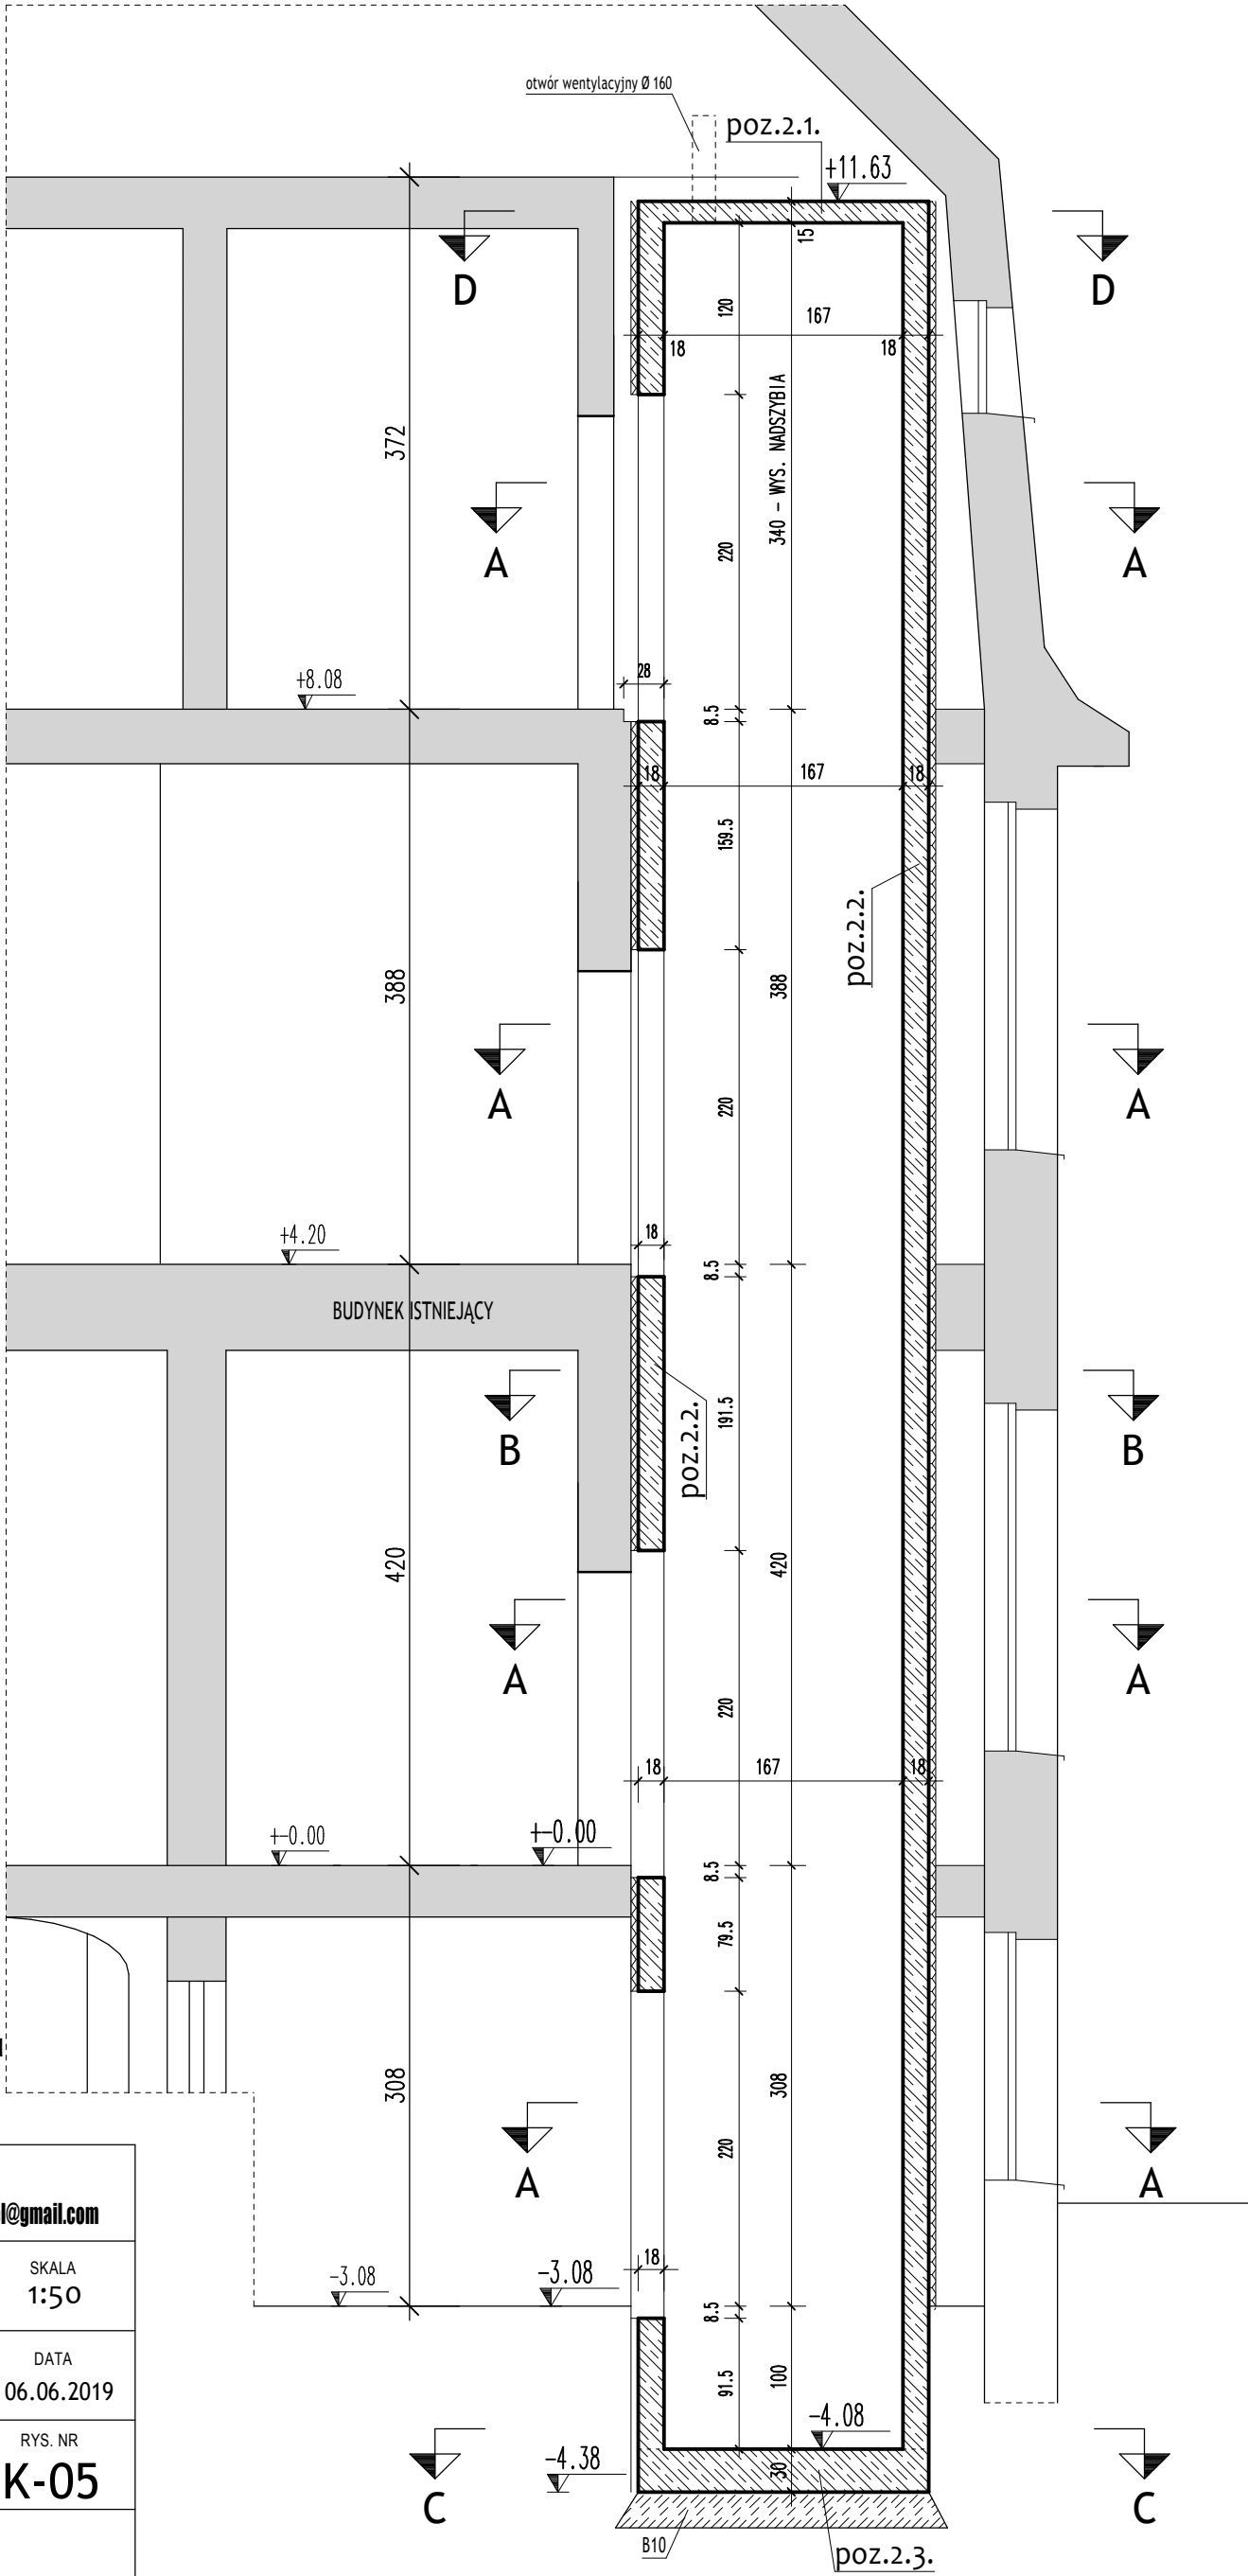 otwór wentylacyjny Ø 160
poz.2.1.
+11.63
15
D
D
120
167
18
18
340 - WYS. NADSZYBIA
372
220
A
A
28
+8.08
8.5
18
167
18
159.5
poz.2.2.
388
388
A
A
220
18
+4.20
8.5
BUDYNEK ISTNIEJĄCY
B
B
191.5
poz.2.2.
420
420
A
A
220
18
167
18
+-0.00
+-0.00
8.5
79.5
308
308
220
A
A
l@gmail.com
18
SKALA
1:50
-3.08
-3.08
8.5
DATA
06.06.2019
91.5
100
-4.08
RYS. NR
K-05
-4.38
30
C
C
B10
poz.2.3.